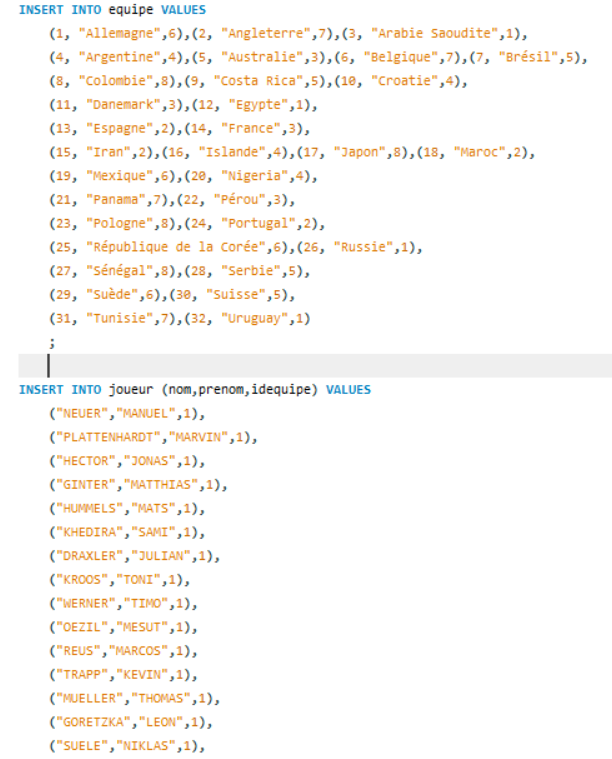 INSERT INTO equipe VALUES
(1, "Allemagne",6),(2, "Angleterre",7),(3, "Arabie Saoudite",1),
(4, "Argentine",4),(5, "Australie",3),(6, "Belgique",7),(7, "Brésil",5),
(8, "Colombie",8),(9, "Costa Rica",5),(10, "Croatie",4),
(11, "Danemark",3),(12, "Egypte",1),
(13, "Espagne",2),(14, "France",3),
(15, "Iran",2),(16, "Islande",4),(17, "Japon",8),(18, "Maroc",2),
(19, "Mexique",6),(20, "Nigeria",4),
(21, "Panama",7),(22, "Pérou",3),
(23, "Pologne",8),(24, "Portugal",2),
(25, "République de la Corée",6),(26, "Russie",1),
(27, "Sénégal",8),(28, "Serbie",5),
(29, "Suède",6),(30, "Suisse",5),
(31, "Tunisie",7),(32, "Uruguay",1)
;
INSERT INTO joueur (nom,prenom,idequipe) VALUES
("NEUER","MANUEL",1),
("PLATTENHARDT","MARVIN",1),
("HECTOR","JONAS",1),
("GINTER","MATTHIAS",1),
("HUMMELS","MATS",1),
("KHEDIRA","SAMI",1),
("DRAXLER","JULIAN",1),
("KROOS","TONI",1),
("WERNER","TIMO",1),
("OEZIL","MESUT",1),
("REUS","MARCOS",1),
("TRAPP","KEVIN",1),
("MUELLER","THOMAS",1),
("GORETZKA","LEON",1),
("SUELE","NIKLAS",1),